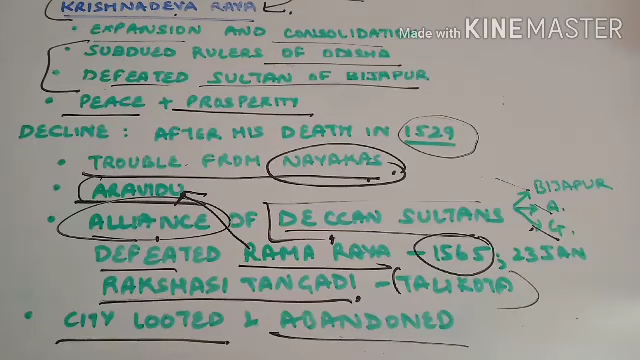 KRISHNADEVA RAYA
• EXPANSION AND CONSOLIDATION
Made with KINEMASTER
• SUBDUED RULERS OF ODISHA
• DEFEATED SULTAN OF BIJAPUR
• PEACE + PROSPERITY
DECLINE: AFTER HIS DEATH IN 1529
• TROUBLE FROM NAYAKAS
• ARAVIDU
• ALLIANCE OF DECCAN SULTANS
BIJAPUR
A.
G.
DEFEATED RAMA RAYA - 1565; 23 JAN
RAKSHASI TANGADI - (TALIKOTA)
• CITY LOOTED & ABANDONED